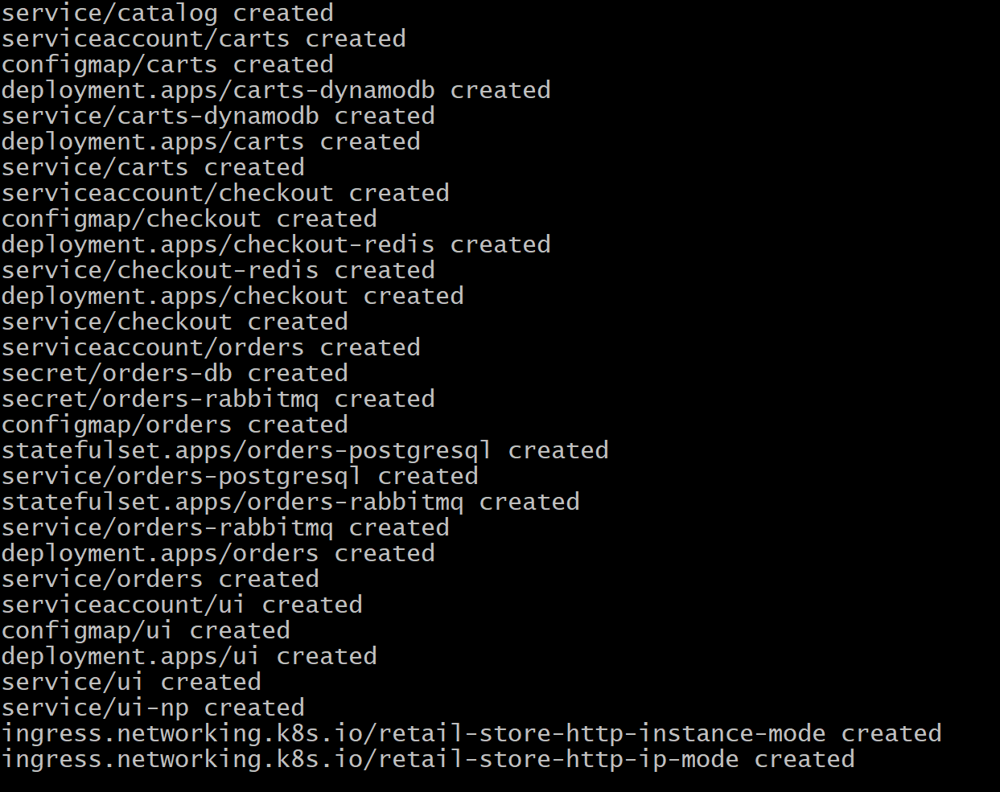 service/catalog created
serviceaccount/carts created
configmap/carts created
deployment.apps/carts-dynamodb created
service/carts-dynamodb created
deployment.apps/carts created
service/carts created
serviceaccount/checkout created
configmap/checkout created
deployment.apps/checkout-redis created
service/checkout-redis created
deployment.apps/checkout created
service/checkout created
serviceaccount/orders created
secret/orders-db created
secret/orders-rabbitmq created
configmap/orders created
statefulset.apps/orders-postgresql created
service/orders-postgresql created
statefulset.apps/orders-rabbitmq created
service/orders-rabbitmq created
deployment.apps/orders created
service/orders created
serviceaccount/ui created
configmap/ui created
deployment.apps/ui created
service/ui created
service/ui-np created
ingress.networking.k8s.io/retail-store-http-instance-mode created
ingress.networking.k8s.io/retail-store-http-ip-mode created